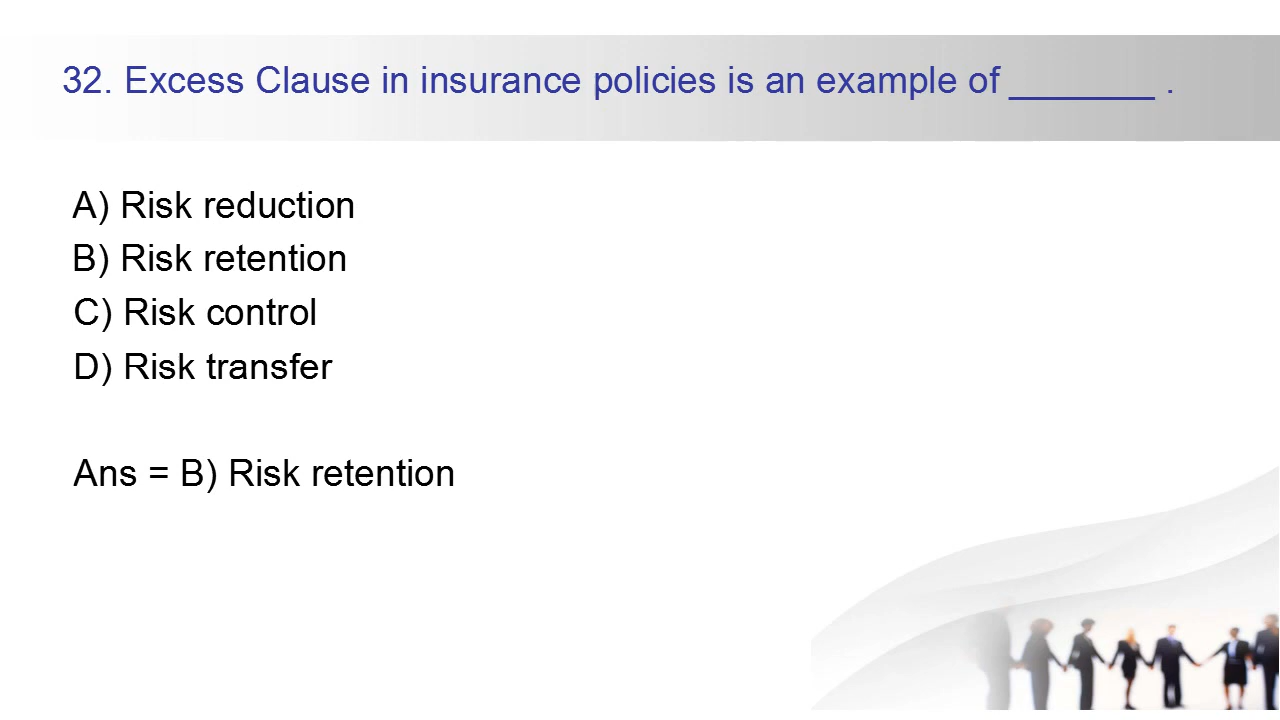 32. Excess Clause in insurance policies is an example of _______ .
A) Risk reduction
B) Risk retention
C) Risk control
D) Risk transfer
Ans = B) Risk retention